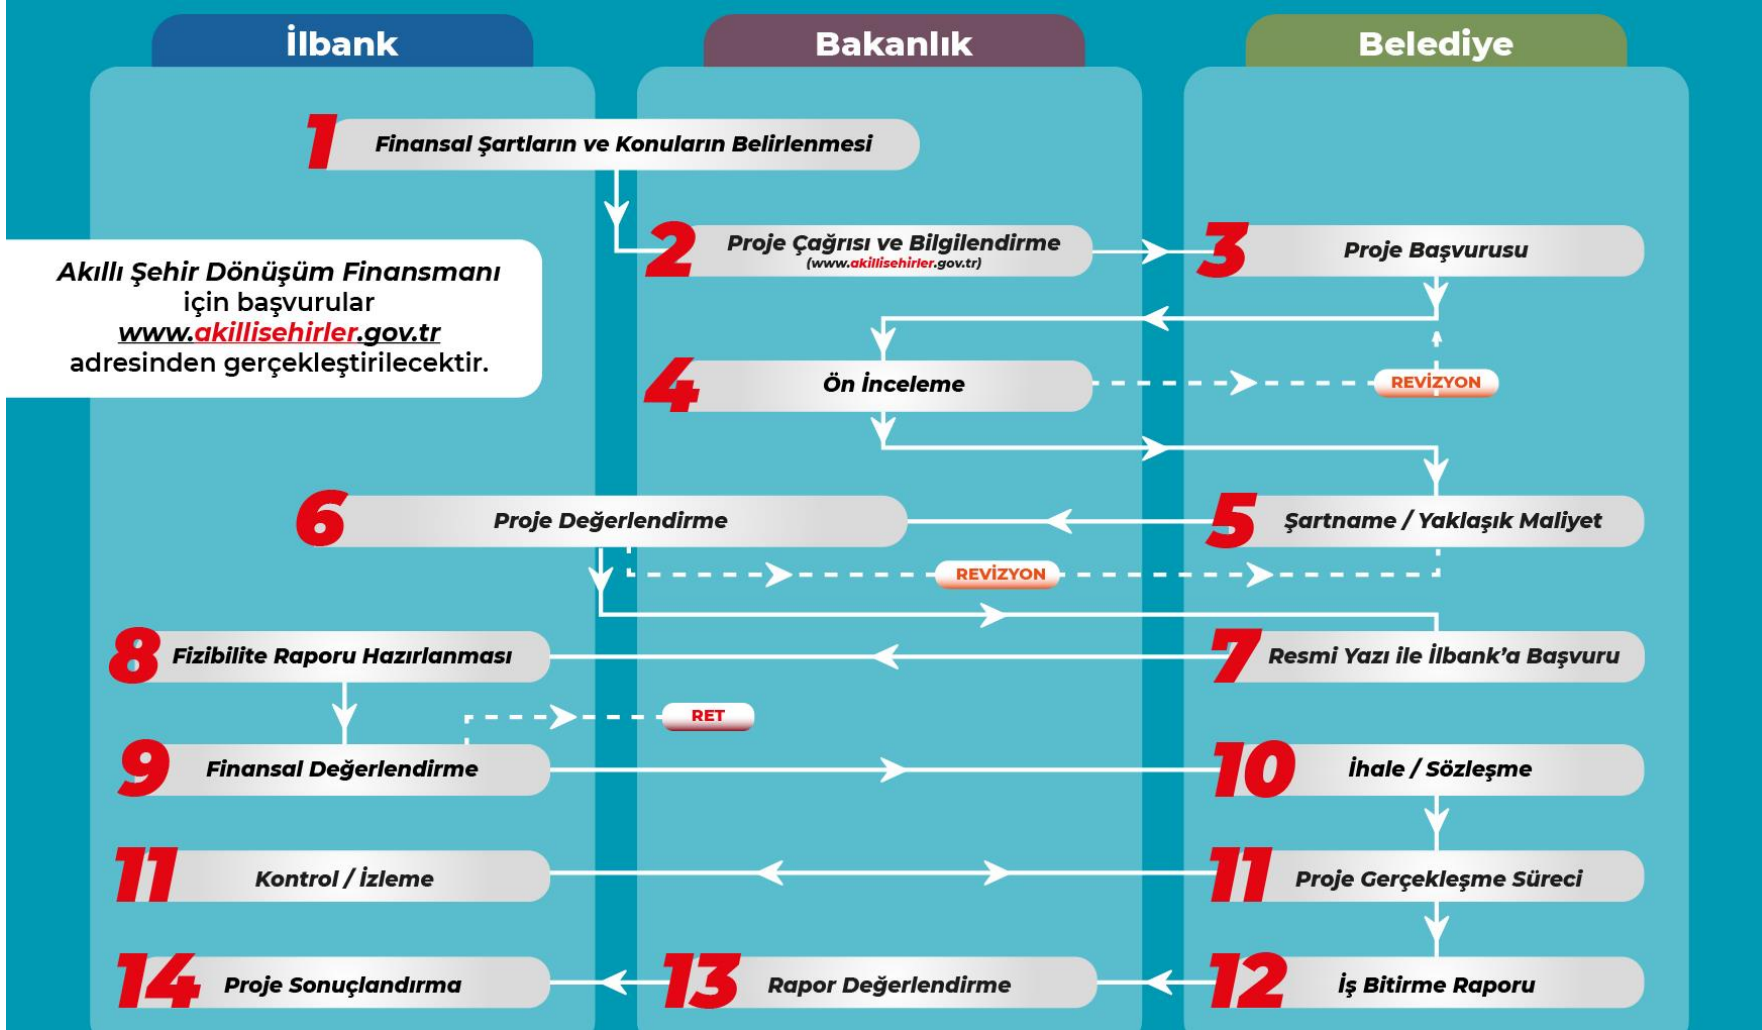 İlbank
Bakanlık
Belediye
1 Finansal Şartların ve Konuların Belirlenmesi
2 Proje Çağrısı ve Bilgilendirme
(www.akillisehirler.gov.tr)
3 Proje Başvurusu
Akıllı Şehir Dönüşüm Finansmanı
için başvurular
www.akillisehirler.gov.tr
adresinden gerçekleştirilecektir.
4 Ön İnceleme
REVİZYON
6 Proje Değerlendirme
5 Şartname / Yaklaşık Maliyet
REVİZYON
8 Fizibilite Raporu Hazırlanması
7 Resmi Yazı ile İlbank'a Başvuru
RET
9 Finansal Değerlendirme
10 İhale / Sözleşme
11 Kontrol / İzleme
11 Proje Gerçekleşme Süreci
14 Proje Sonuçlandırma
13 Rapor Değerlendirme
12 İş Bitirme Raporu